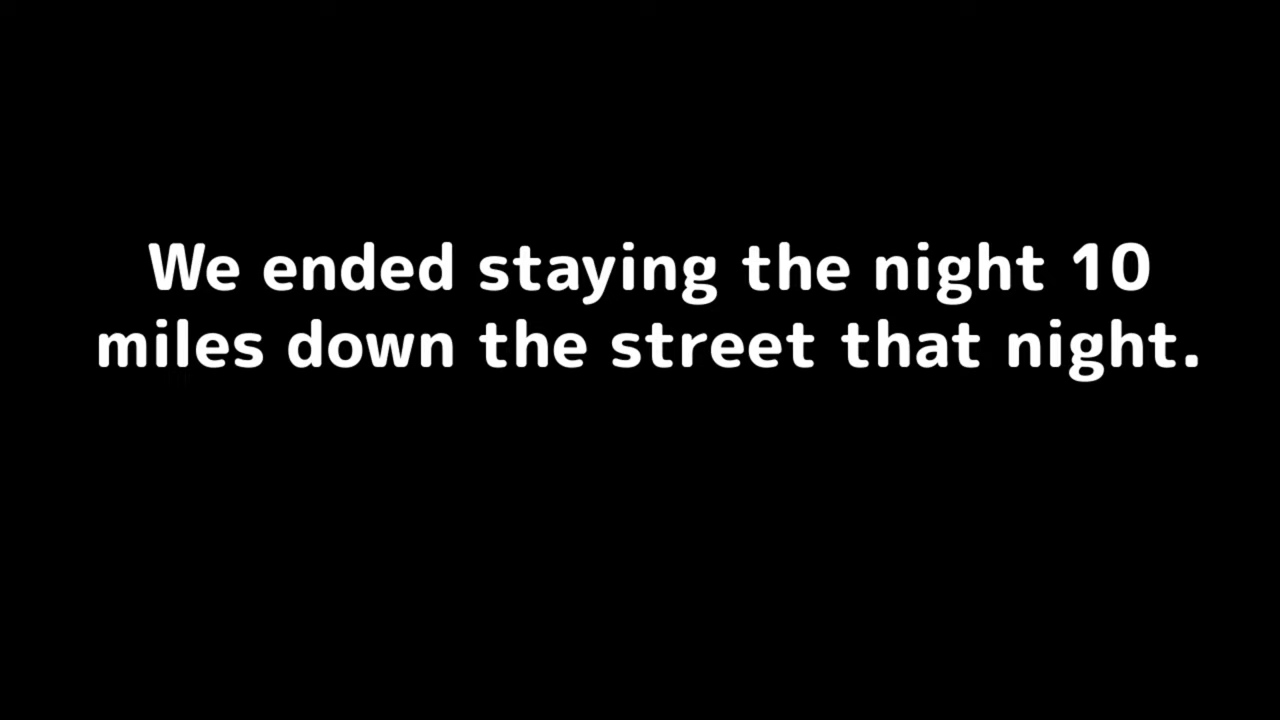 We ended staying the night 10
miles down the street that night.